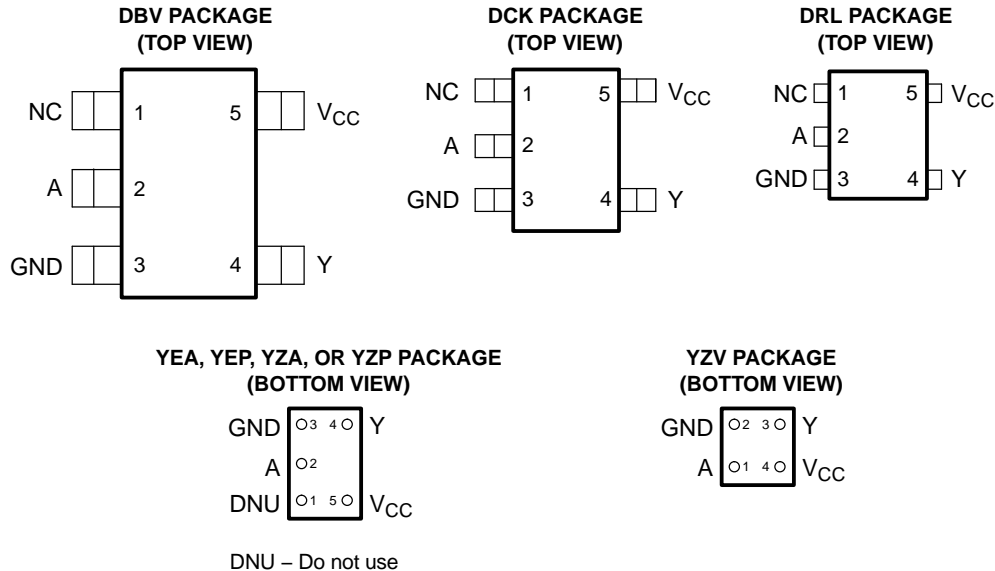 DBV PACKAGE
(TOP VIEW)
NC 1 5 VCC
A 2
GND 3 4 Y
DCK PACKAGE
(TOP VIEW)
NC 1 5 VCC
A 2
GND 3 4 Y
DRL PACKAGE
(TOP VIEW)
NC 1 5 VCC
A 2
GND 3 4 Y
YEA, YEP, YZA, OR YZP PACKAGE
(BOTTOM VIEW)
GND 3 4 Y
A 2
DNU 1 5 VCC
DNU – Do not use
YZV PACKAGE
(BOTTOM VIEW)
GND 2 3 Y
A 1 4 VCC